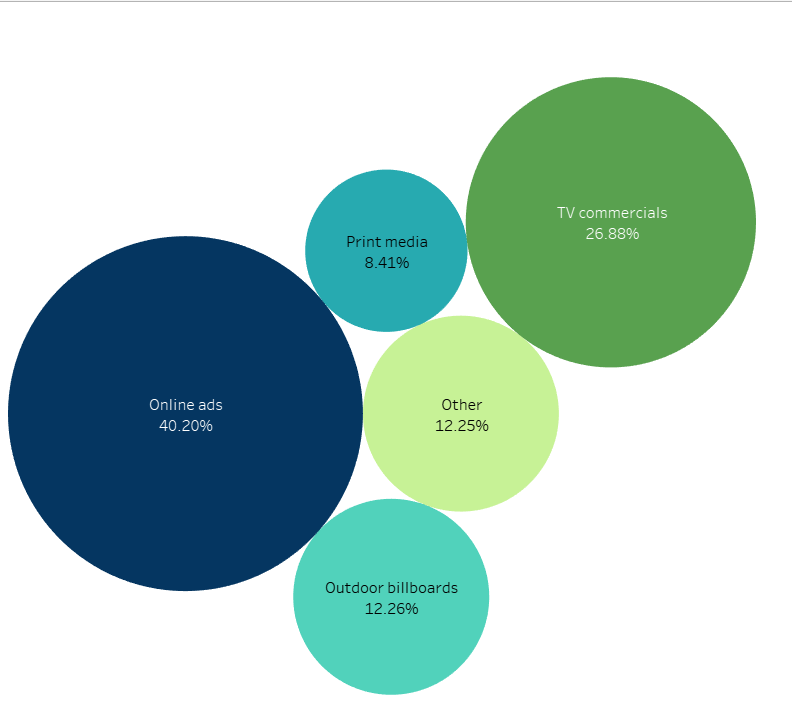 TV commercials
26.88%
Print media
8.41%
Online ads
40.20%
Other
12.25%
Outdoor billboards
12.26%